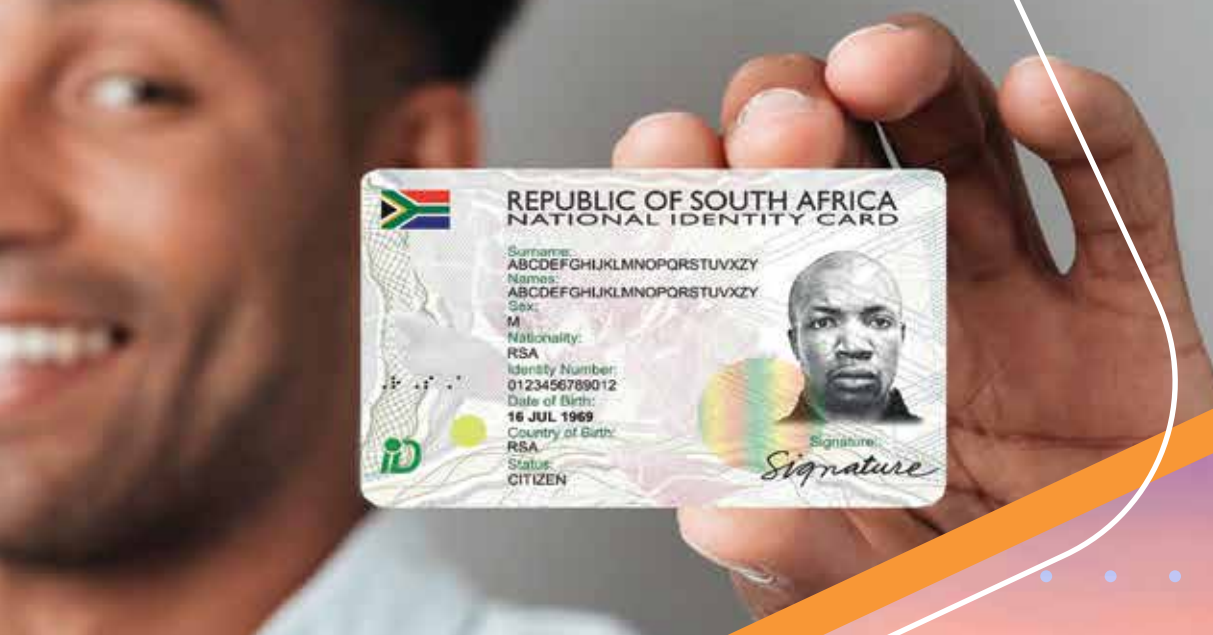 REPUBLIC OF SOUTH AFRICA
NATIONAL IDENTITY CARD
Surname:
ABCDEFGHIJKLMNOPQRSTUVXZY
Names:
ABCDEFGHIJKLMNOPQRSTUVXZY
Sex:
M
Nationality:
RSA
Identity Number:
0123456789012
Date of Birth:
16 JUL 1969
Country of Birth:
RSA
Status:
CITIZEN
iD
Signature:
Signature